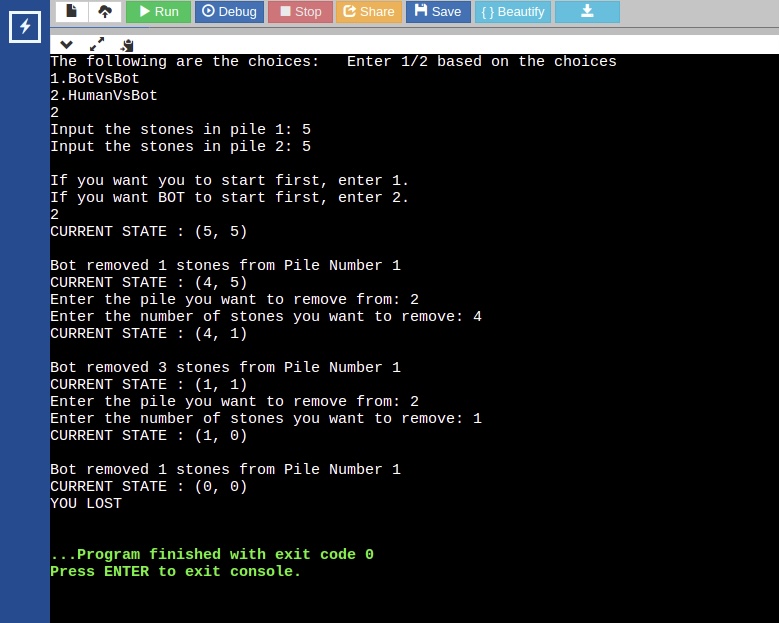 Run Debug Stop Share Save { } Beautify
The following are the choices:   Enter 1/2 based on the choices
1.BotVsBot
2.HumanVsBot
2
Input the stones in pile 1: 5
Input the stones in pile 2: 5
If you want you to start first, enter 1.
If you want BOT to start first, enter 2.
2
CURRENT STATE : (5, 5)
Bot removed 1 stones from Pile Number 1
CURRENT STATE : (4, 5)
Enter the pile you want to remove from: 2
Enter the number of stones you want to remove: 4
CURRENT STATE : (4, 1)
Bot removed 3 stones from Pile Number 1
CURRENT STATE : (1, 1)
Enter the pile you want to remove from: 2
Enter the number of stones you want to remove: 1
CURRENT STATE : (1, 0)
Bot removed 1 stones from Pile Number 1
CURRENT STATE : (0, 0)
YOU LOST
...Program finished with exit code 0
Press ENTER to exit console.